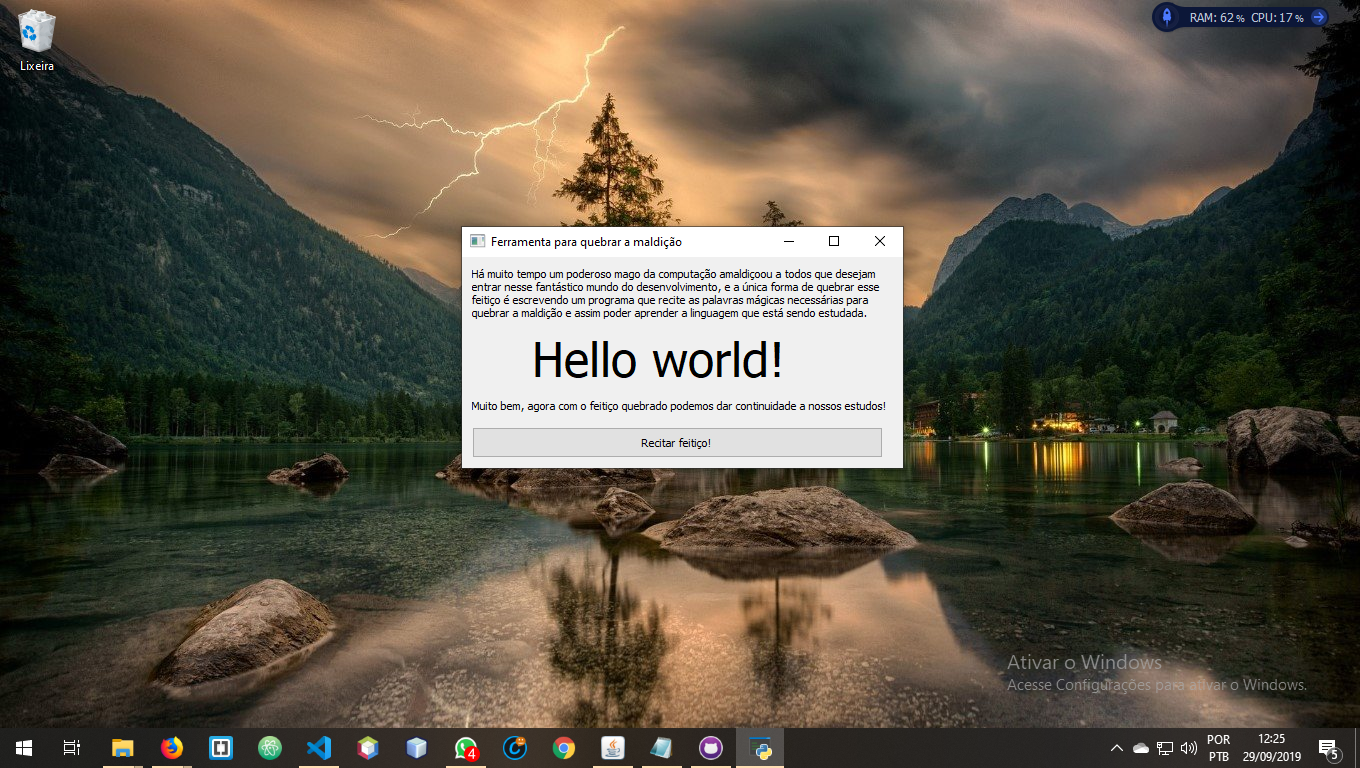 Lixeira
RAM: 62% CPU: 17%
Ferramenta para quebrar a maldição
Há muito tempo um poderoso mago da computação amaldiçoou a todos que desejam
entrar nesse fantástico mundo do desenvolvimento, e a única forma de quebrar esse
feitiço é escrevendo um programa que recite as palavras mágicas necessárias para
quebrar a maldição e assim poder aprender a linguagem que está sendo estudada.
Hello world!
Muito bem, agora com o feitiço quebrado podemos dar continuidade a nossos estudos!
Recitar feitiço!
Ativar o Windows
Acesse Configurações para ativar o Windows.
4
POR
PTB
12:25
29/09/2019
5